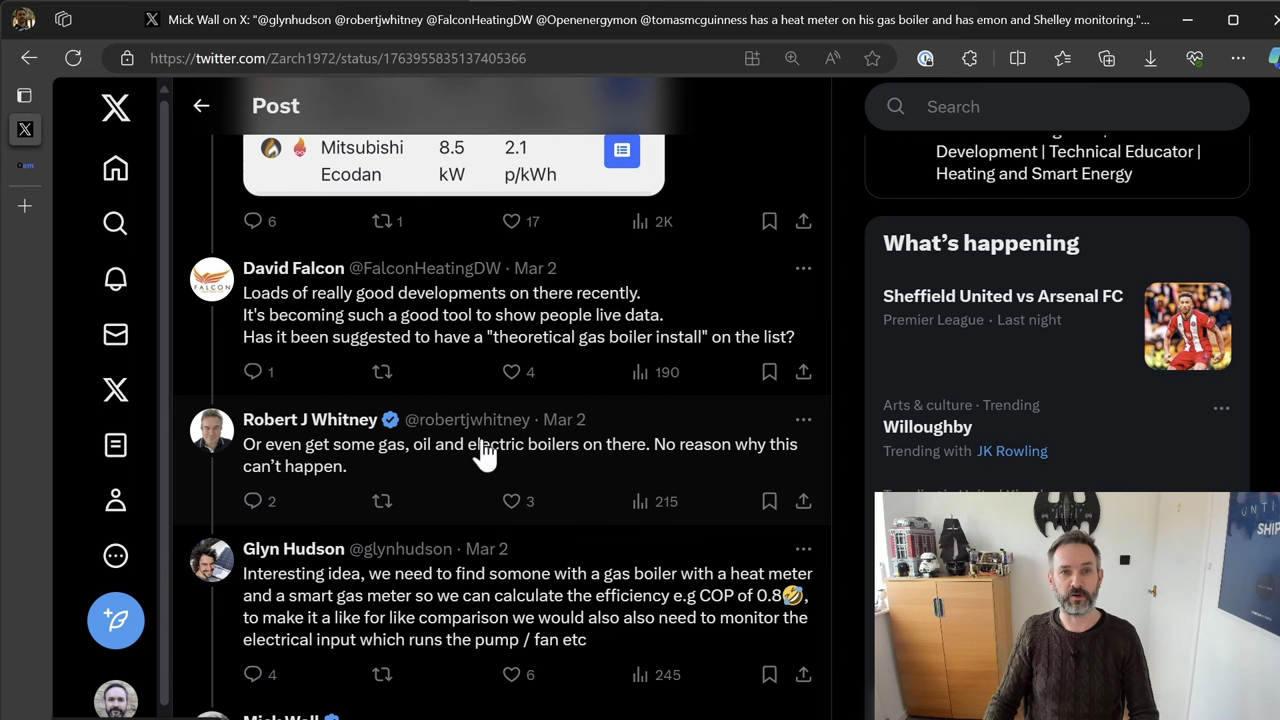 Mick Wall on X: "@glynhudson @robertjwhitney @FalconHeatingDW @Openenergymon @tomasmcguinness has a heat meter on his gas boiler and has emon and Shelley monitoring."...
https://twitter.com/Zarch1972/status/1763955835137405366
Post
Search
Mitsubishi 8.5 2.1
Ecodan kW p/kWh
6 1 17 2K
David Falcon @FalconHeatingDW · Mar 2
Loads of really good developments on there recently.
It's becoming such a good tool to show people live data.
Has it been suggested to have a "theoretical gas boiler install" on the list?
1 4 190
Robert J Whitney @robertjwhitney · Mar 2
Or even get some gas, oil and electric boilers on there. No reason why this
can't happen.
2 3 215
Glyn Hudson @glynhudson · Mar 2
Interesting idea, we need to find somone with a gas boiler with a heat meter
and a smart gas meter so we can calculate the efficiency e.g COP of 0.8🤣,
to make it a like for like comparison we would also also need to monitor the
electrical input which runs the pump / fan etc
4 6 245
Mick Wall
Development | Technical Educator |
Heating and Smart Energy
What's happening
Sheffield United vs Arsenal FC
Premier League · Last night
Arts & culture · Trending
Willoughby
Trending with JK Rowling
FALCON
em
UNTI
SHIP